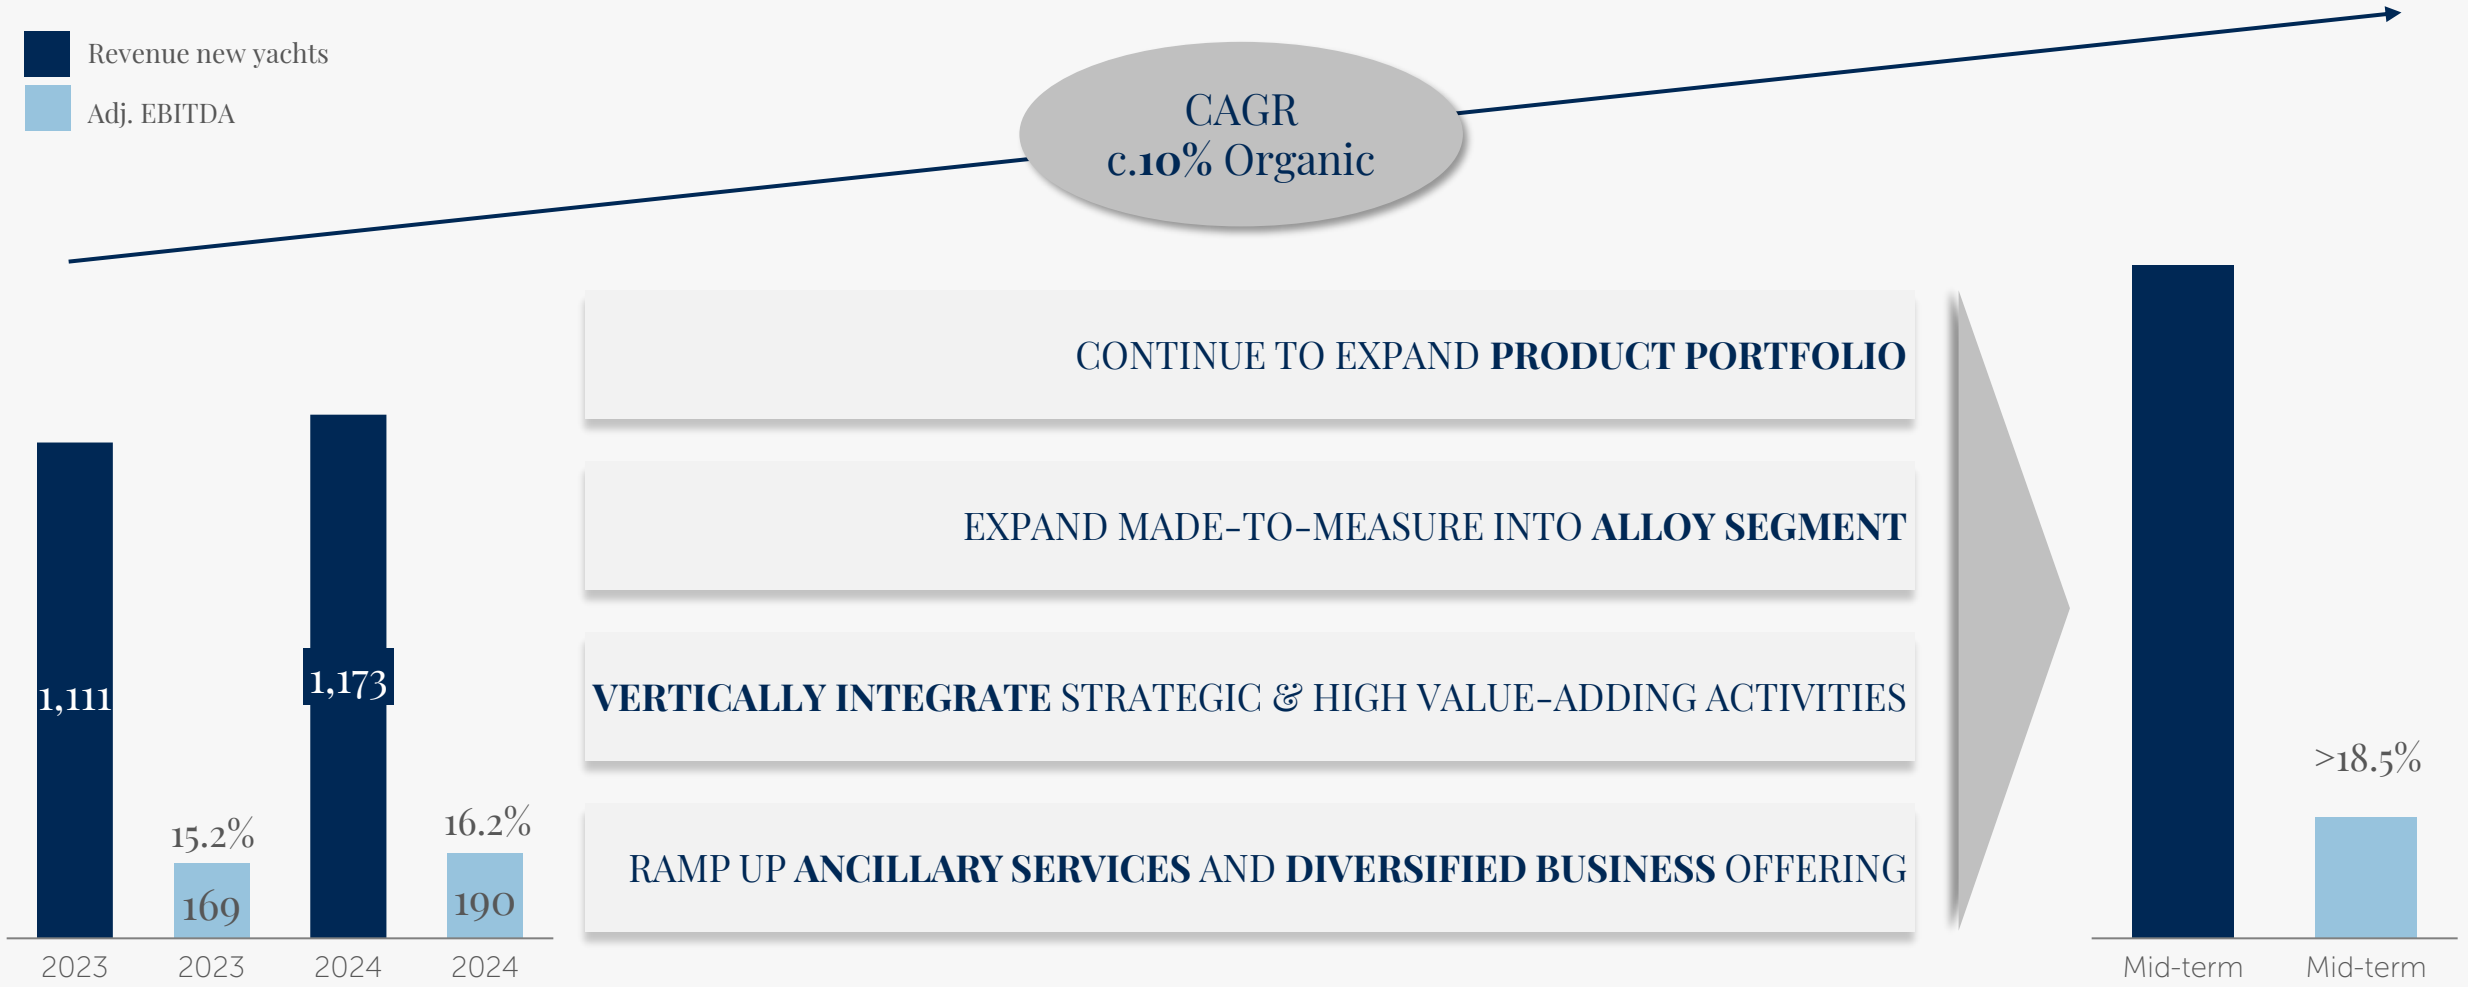 Revenue new yachts
Adj. EBITDA
CAGR
c.10% Organic
CONTINUE TO EXPAND PRODUCT PORTFOLIO
EXPAND MADE-TO-MEASURE INTO ALLOY SEGMENT
VERTICALLY INTEGRATE STRATEGIC & HIGH VALUE-ADDING ACTIVITIES
RAMP UP ANCILLARY SERVICES AND DIVERSIFIED BUSINESS OFFERING
1,111
15.2%
169
1,173
16.2%
190
>18.5%
2023
2023
2024
2024
Mid-term
Mid-term